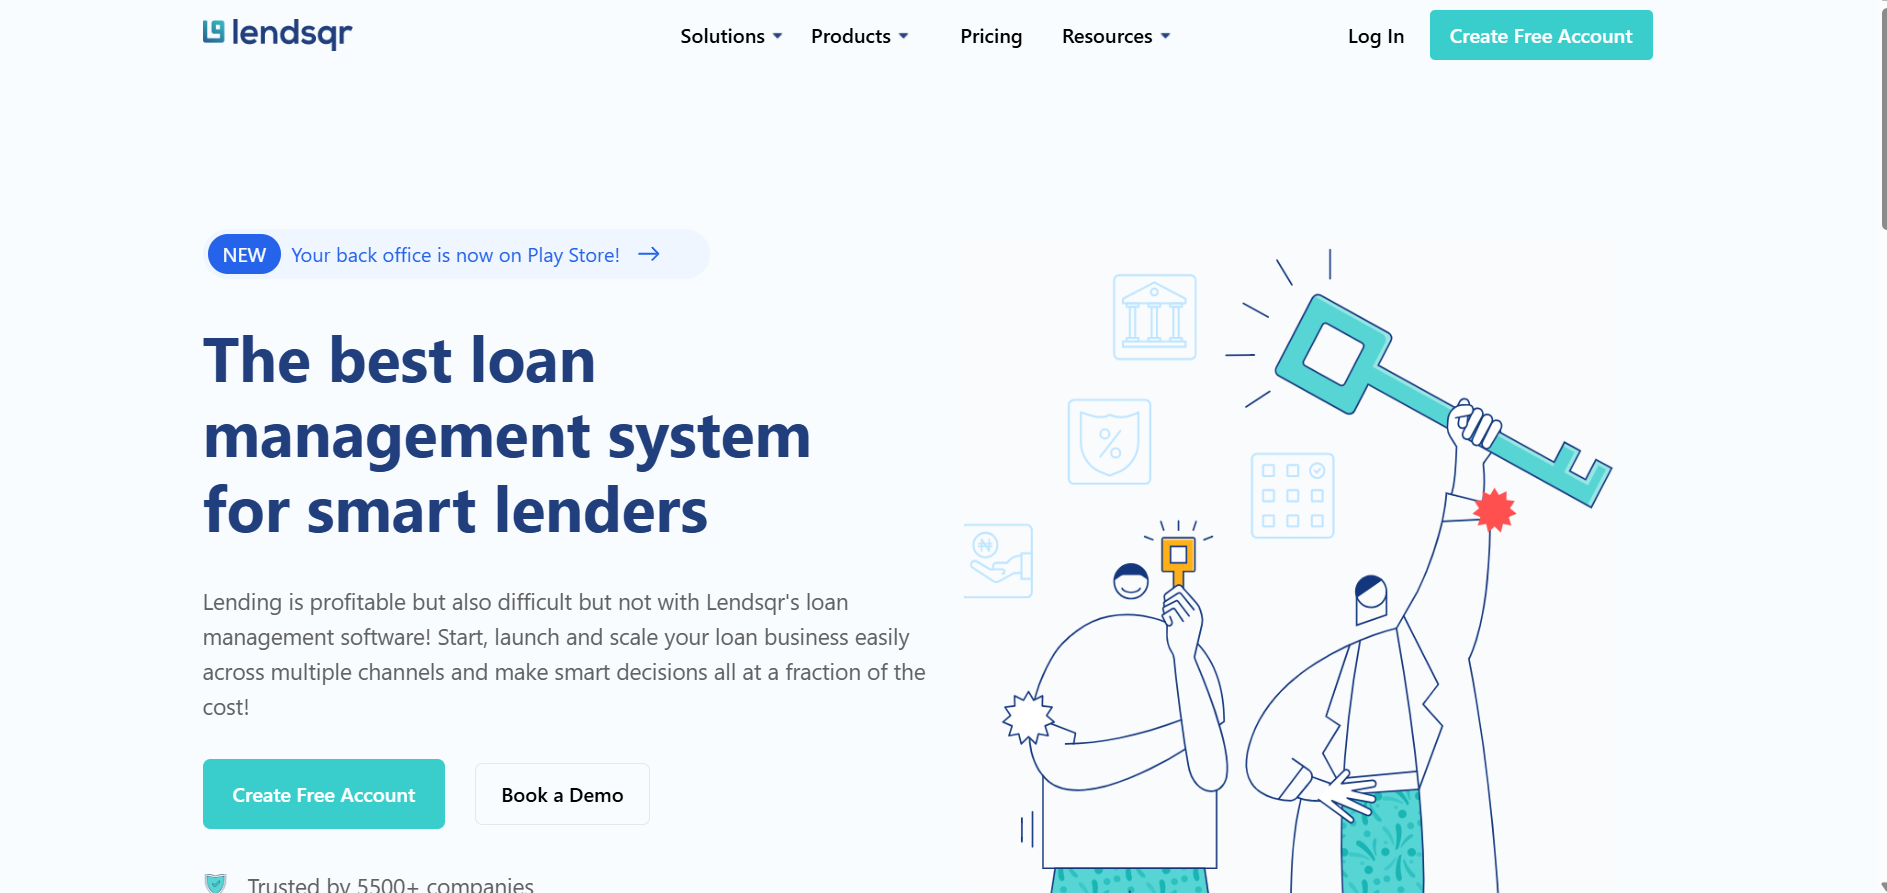 lendsqr
Solutions Products Pricing Resources Log In Create Free Account
NEW Your back office is now on Play Store!
The best loan
management system
for smart lenders
Lending is profitable but also difficult but not with Lendsqr's loan
management software! Start, launch and scale your loan business easily
across multiple channels and make smart decisions all at a fraction of the
cost!
Create Free Account Book a Demo
Trusted by 5500+ companies